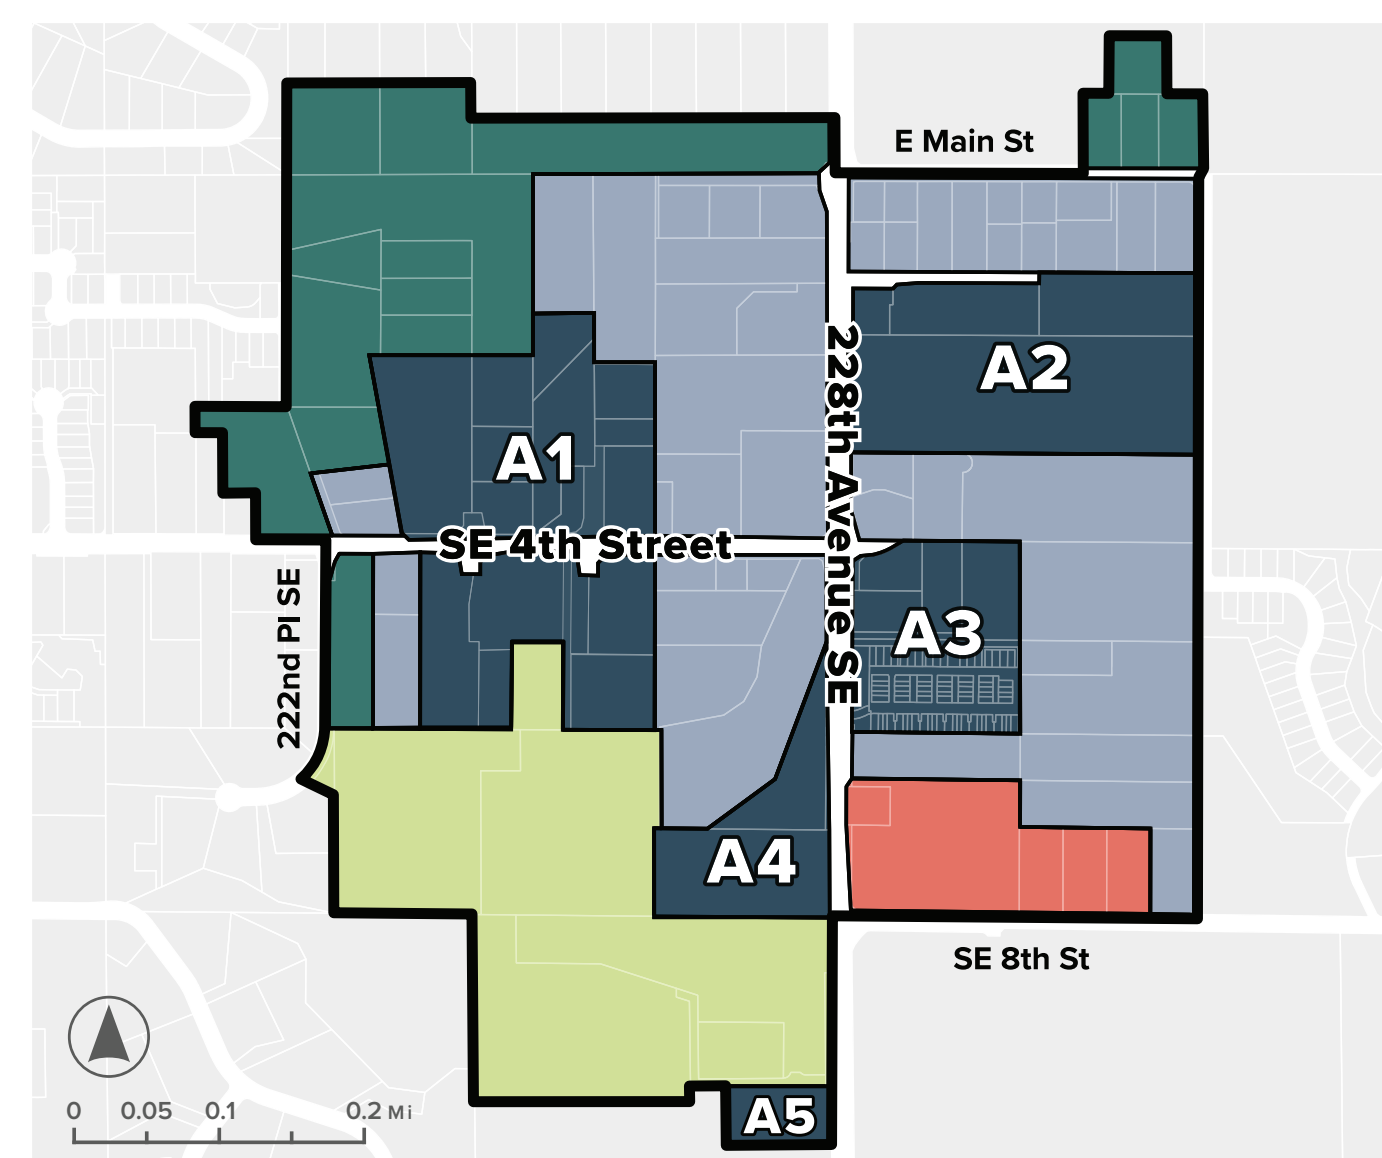 E Main St
A2
228th Avenue SE
A1
SE 4th Street
222nd Pl SE
A3
A4
SE 8th St
A5
0 0.05 0.1 0.2 Mi